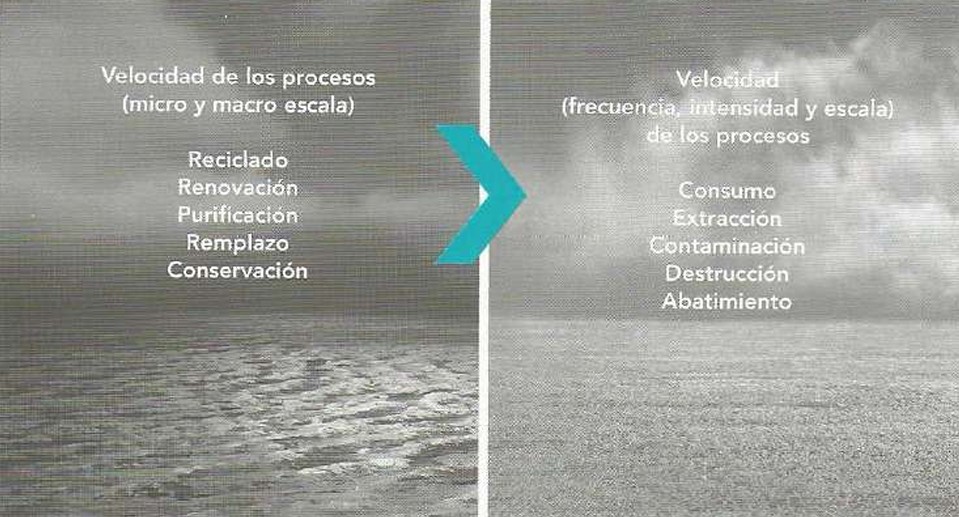 Velocidad de los procesos
(micro y macro escala)
Reciclado
Renovación
Purificación
Remplazo
Conservación
Velocidad
(frecuencia, intensidad y escala)
de los procesos
Consumo
Extracción
Contaminación
Destrucción
Abatimiento